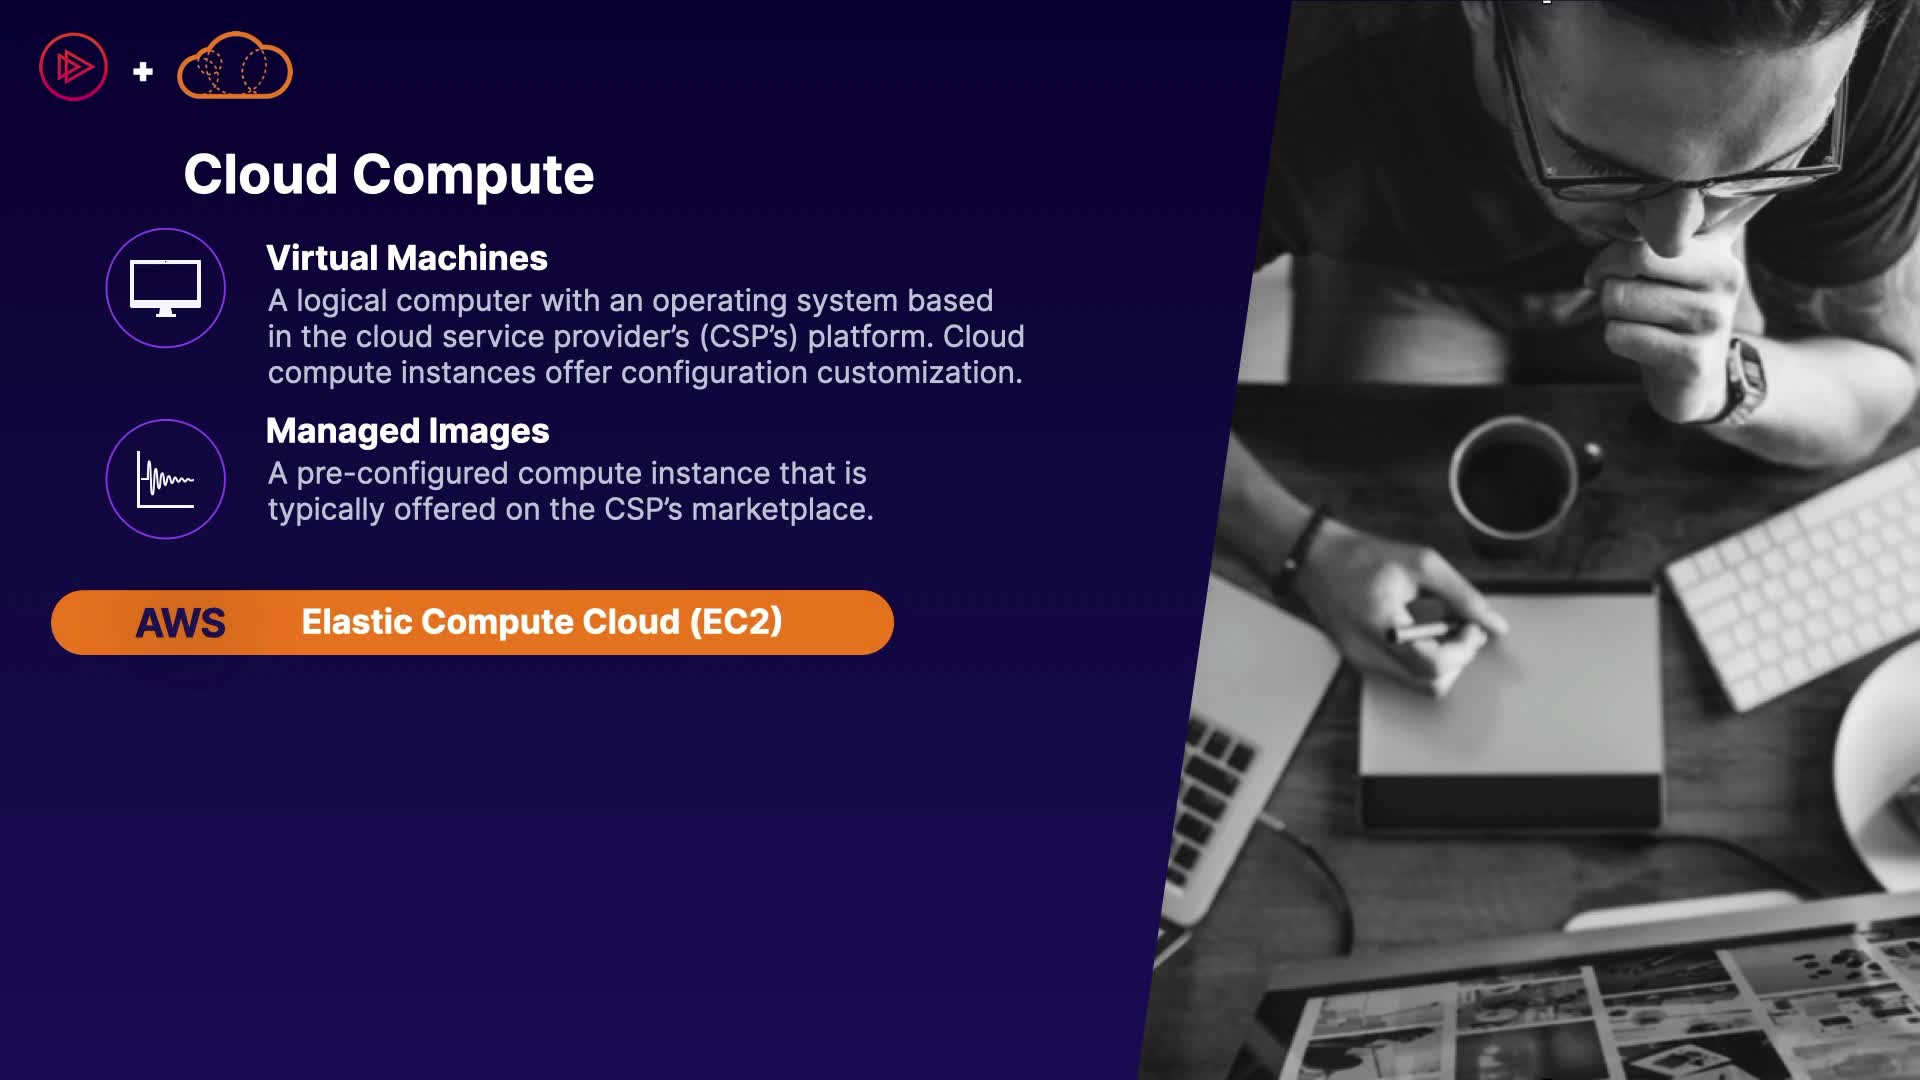 Cloud Compute
Virtual Machines
A logical computer with an operating system based
in the cloud service provider’s (CSP’s) platform. Cloud
compute instances offer configuration customization.
Managed Images
A pre-configured compute instance that is
typically offered on the CSP’s marketplace.
AWS Elastic Compute Cloud (EC2)